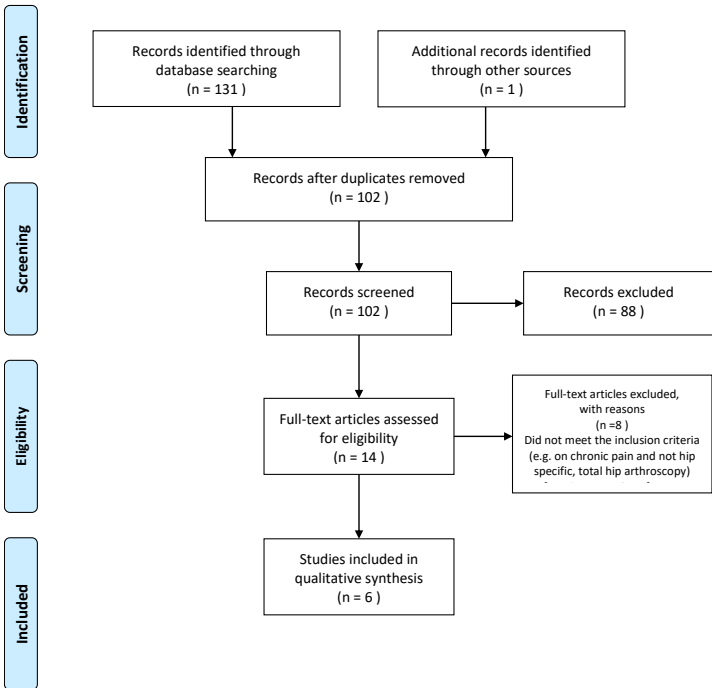 Identification
Records identified through
database searching
(n = 131 )
Additional records identified
through other sources
(n = 1 )
Records after duplicates removed
(n = 102 )
Screening
Records screened
(n = 102 )
Records excluded
(n = 88 )
Eligibility
Full-text articles assessed
for eligibility
(n = 14 )
Full-text articles excluded,
with reasons
(n =8 )
Did not meet the inclusion criteria
(e.g. on chronic pain and not hip
specific, total hip arthroscopy)
Included
Studies included in
qualitative synthesis
(n = 6 )